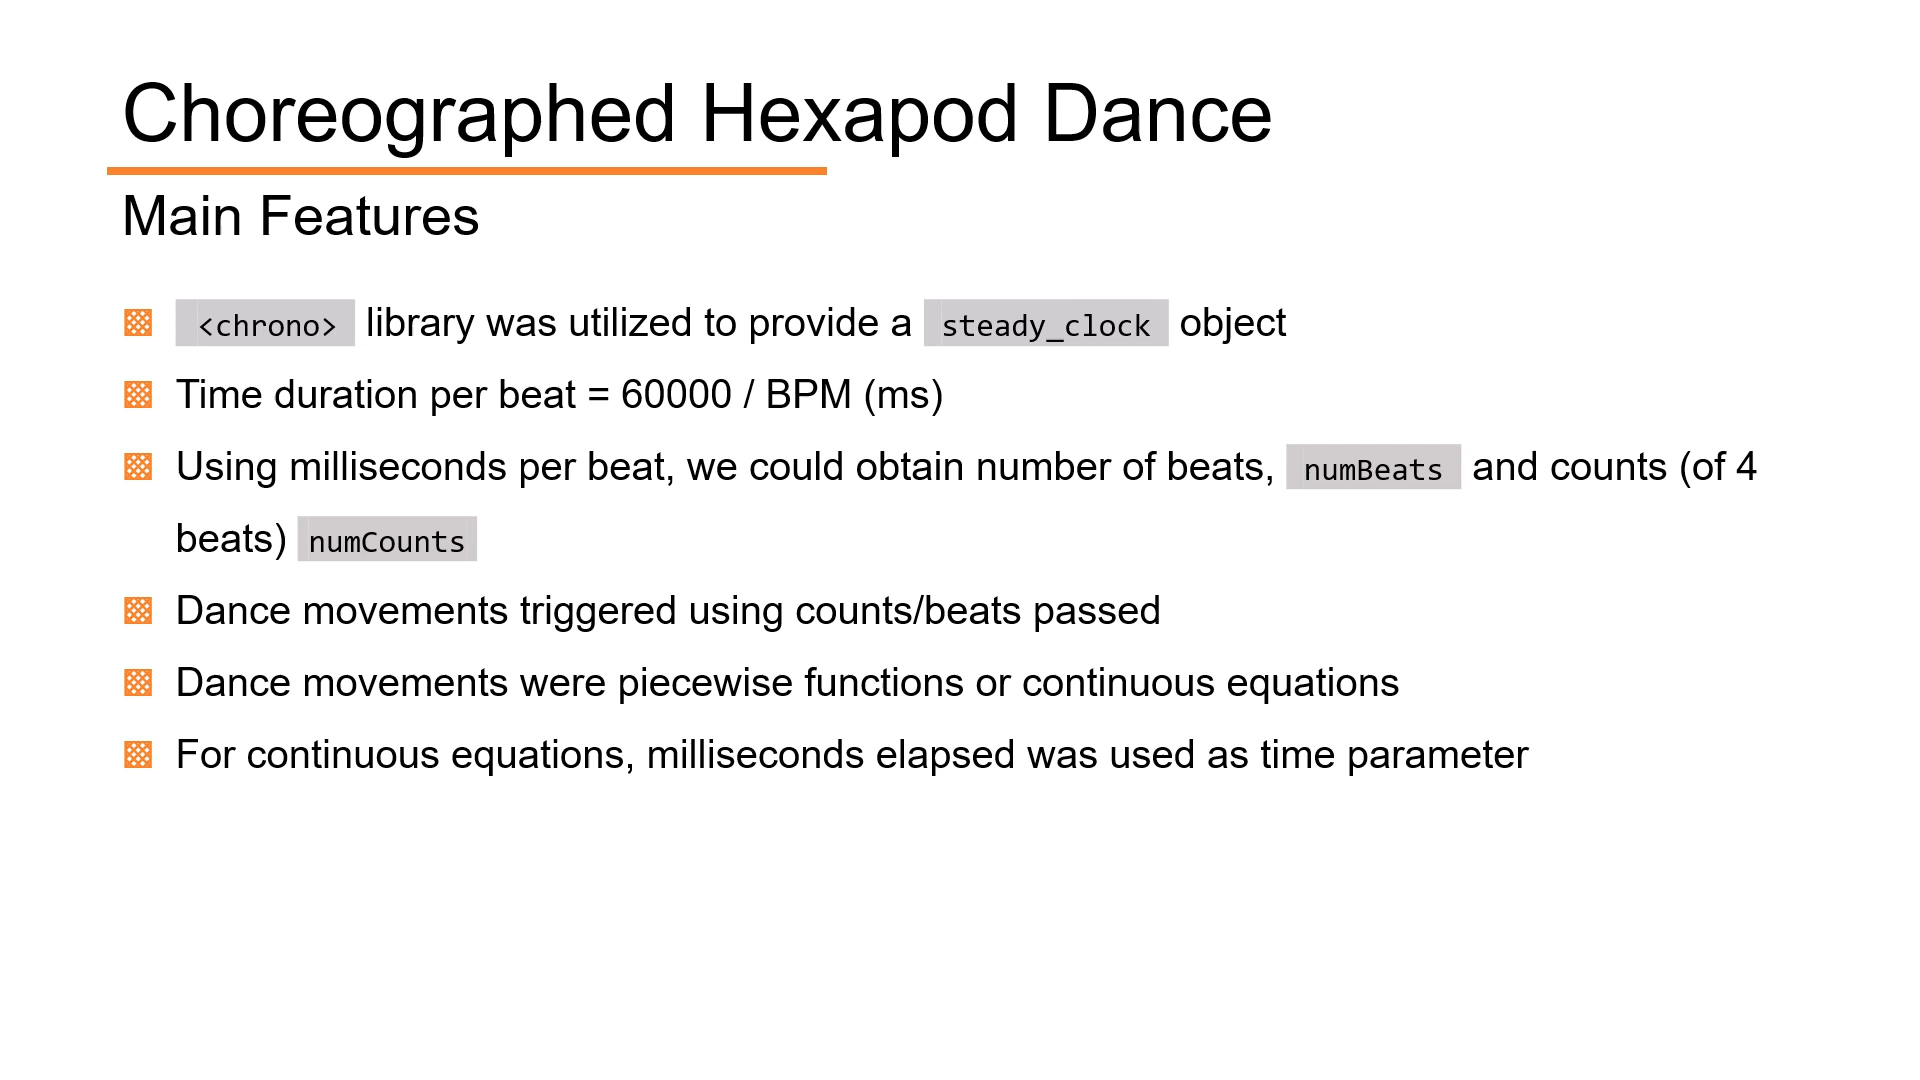 Choreographed Hexapod Dance
Main Features
<chrono> library was utilized to provide a steady_clock object
Time duration per beat = 60000 / BPM (ms)
Using milliseconds per beat, we could obtain number of beats, numBeats and counts (of 4
beats) numCounts
Dance movements triggered using counts/beats passed
Dance movements were piecewise functions or continuous equations
For continuous equations, milliseconds elapsed was used as time parameter